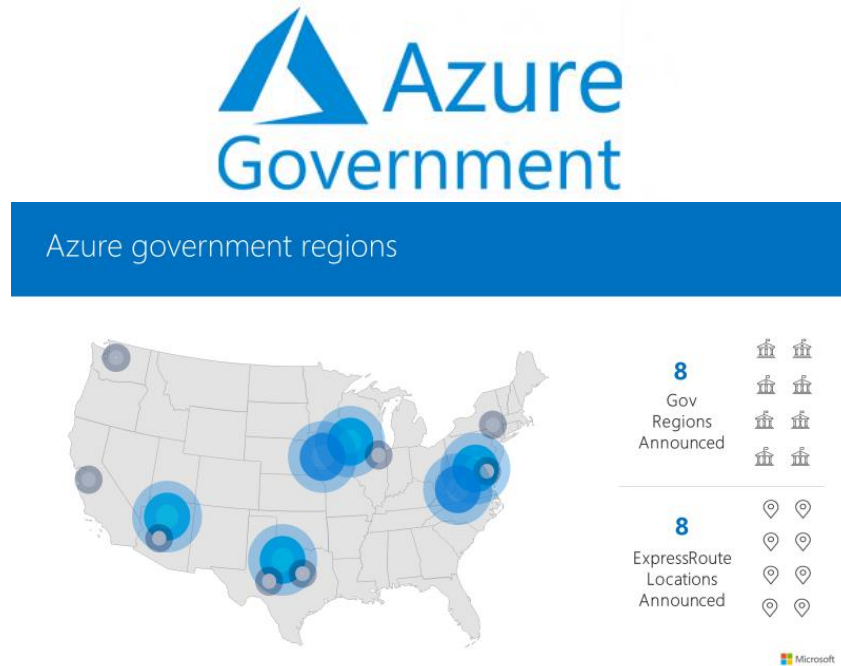 Azure
Government
Azure government regions
8
Gov
Regions
Announced
8
ExpressRoute
Locations
Announced
Microsoft